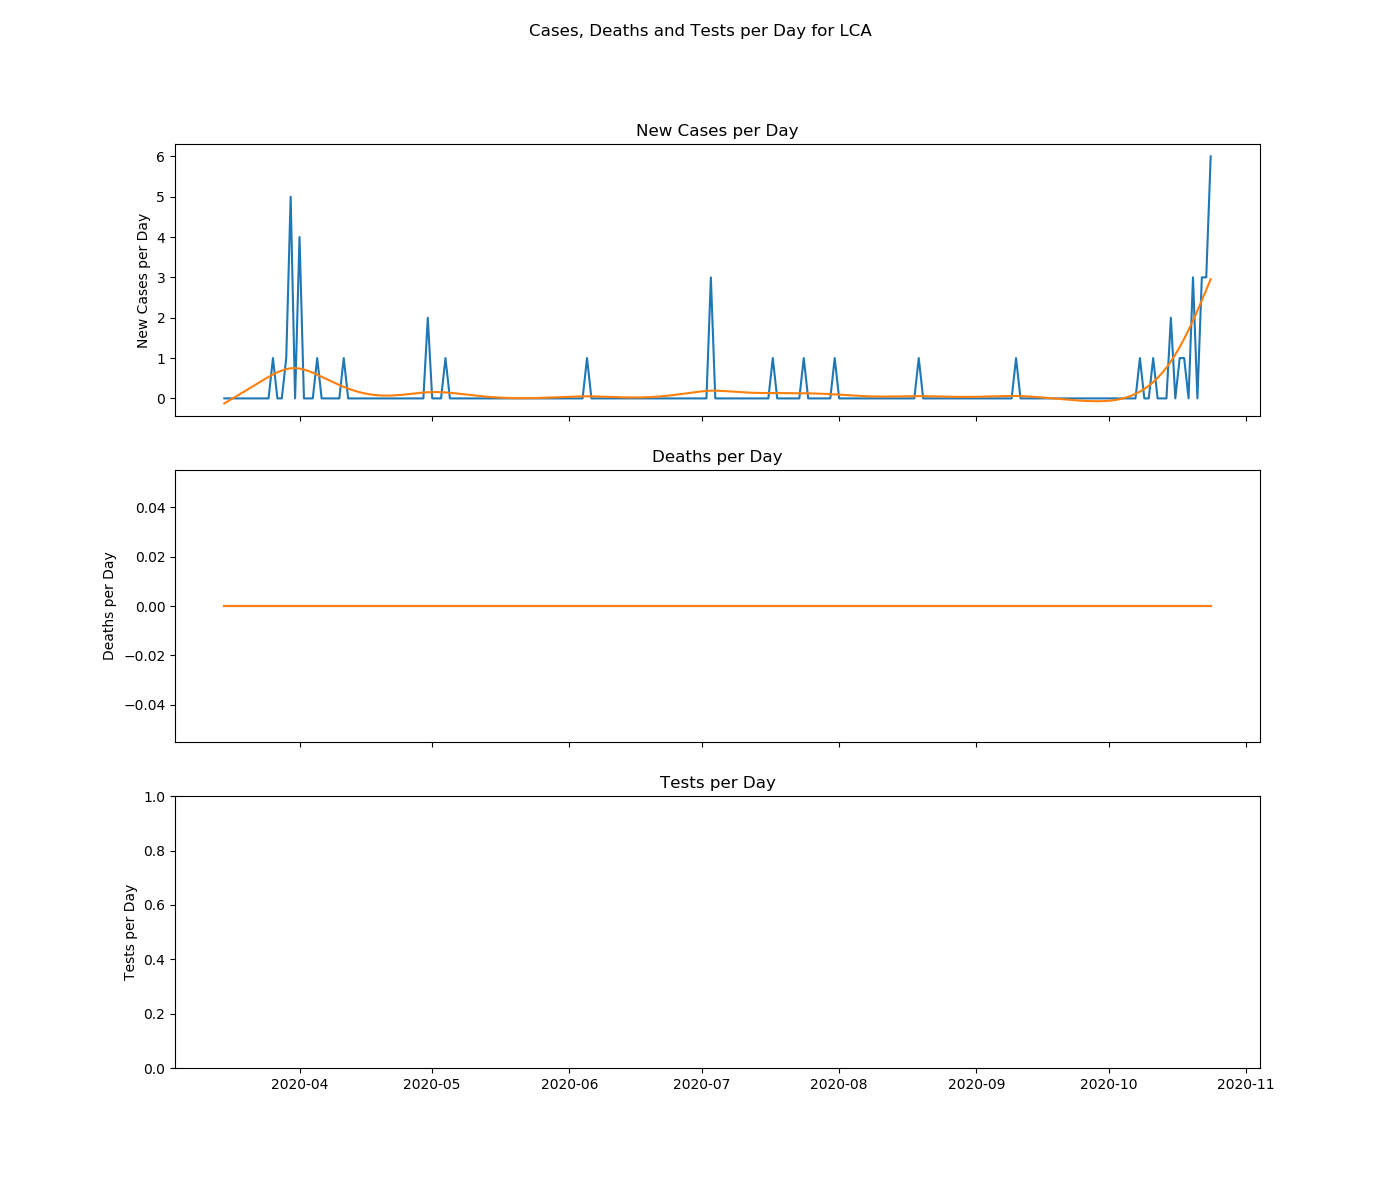 Cases, Deaths and Tests per Day for LCA
New Cases per Day
6
5
4
3
2
1
0
New Cases per Day
Deaths per Day
0.04
0.02
0.00
−0.02
−0.04
Deaths per Day
Tests per Day
1.0
0.8
0.6
0.4
0.2
0.0
Tests per Day
2020-04 2020-05 2020-06 2020-07 2020-08 2020-09 2020-10 2020-11